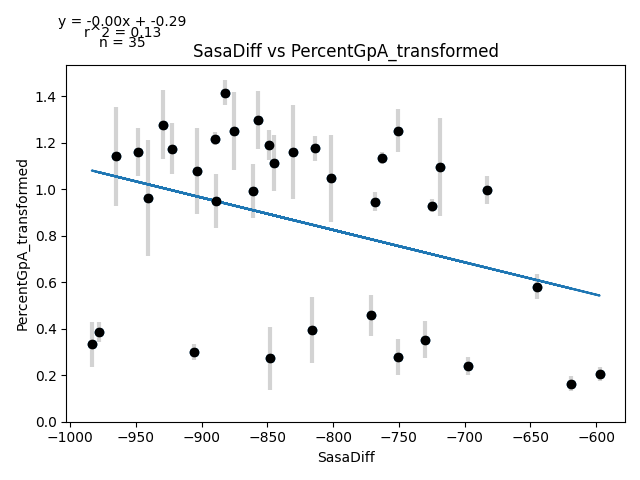 y = -0.00x + -0.29
r^2 = 0.13
n = 35
SasaDiff vs PercentGpA_transformed
PercentGpA_transformed
1.4
1.2
1.0
0.8
0.6
0.4
0.2
0.0
−1000 −950 −900 −850 −800 −750 −700 −650 −600
SasaDiff